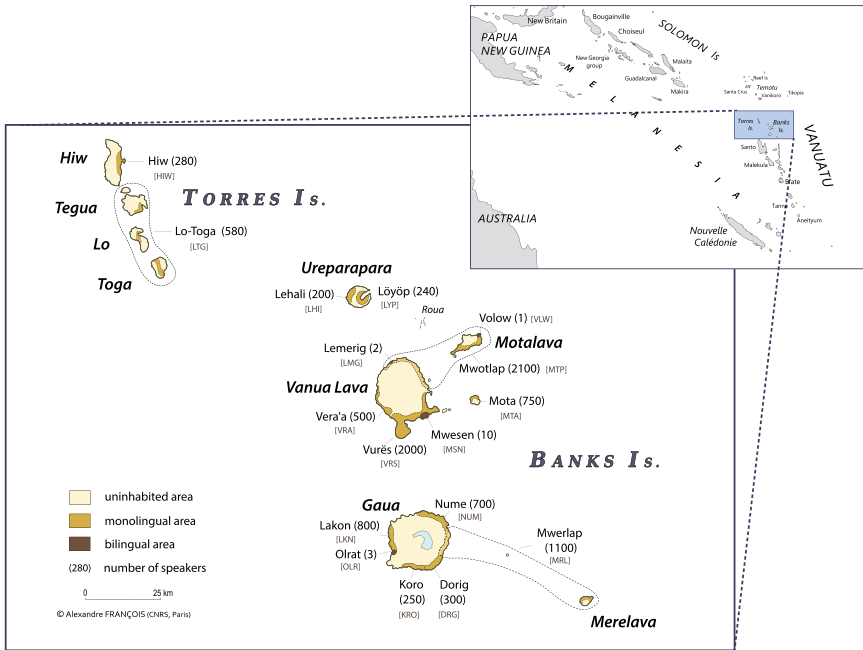 New Britain
Bougainville
Choiseul
SOLOMON Is
PAPUA
NEW GUINEA
New Georgia
group
Malaita
Guadalcanal
Makira
Reef Is
Temotu
Santa Cruz
Vanikoro
Tikopia
MELANESIA
Torres
Is.
Banks
Is.
VANUATU
Santo
Malekula
Efate
Tanna
Aneityum
AUSTRALIA
Nouvelle
Calédonie
Hiw
Hiw (280)
[HIW]
TORRES IS.
Tegua
Lo-Toga (580)
[LTG]
Lo
Toga
Ureparapara
Lehali (200)
[LHI]
Löyöp (240)
[LYP]
Roua
Volow (1) [VLW]
Motalava
Lemerig (2)
[LMG]
Mwotlap (2100) [MTP]
Vanua Lava
Mota (750)
[MTA]
Vera'a (500)
[VRA]
Mwesen (10)
[MSN]
Vurës (2000)
[VRS]
BANKS IS.
uninhabited area
monolingual area
bilingual area
(280) number of speakers
0 25 km
© Alexandre FRANÇOIS (CNRS, Paris)
Gaua
Nume (700)
[NUM]
Lakon (800)
[LKN]
Olrat (3)
[OLR]
Mwerlap
(1100)
[MRL]
Koro
(250)
[KRO]
Dorig
(300)
[DRG]
Merelava